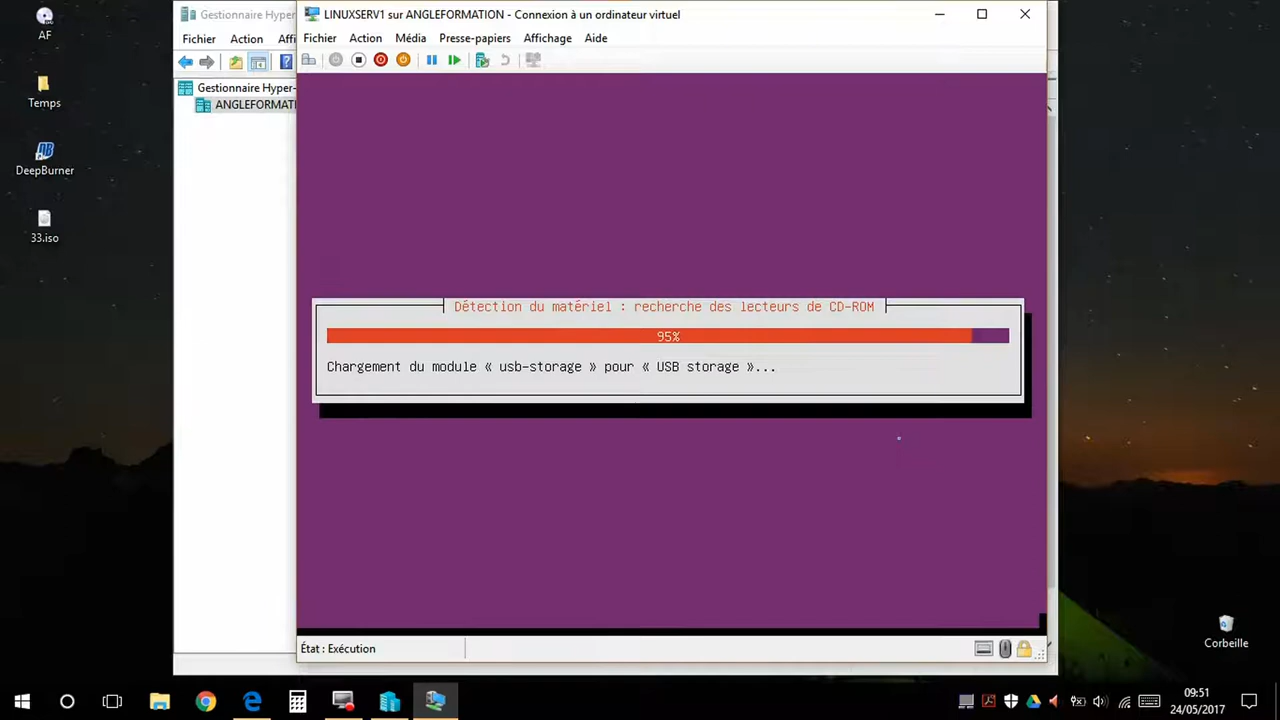 AF
Temps
DeepBurner
33.iso
Gestionnaire Hyper
Fichier
Action
Affi
Gestionnaire Hyper-
ANGLEFORMATI
LINUXSERV1 sur ANGLEFORMATION - Connexion à un ordinateur virtuel
Fichier Action Média Presse-papiers Affichage Aide
Détection du matériel : recherche des lecteurs de CD-ROM
95%
Chargement du module « usb-storage » pour « USB storage »...
État : Exécution
Corbeille
09:51
24/05/2017